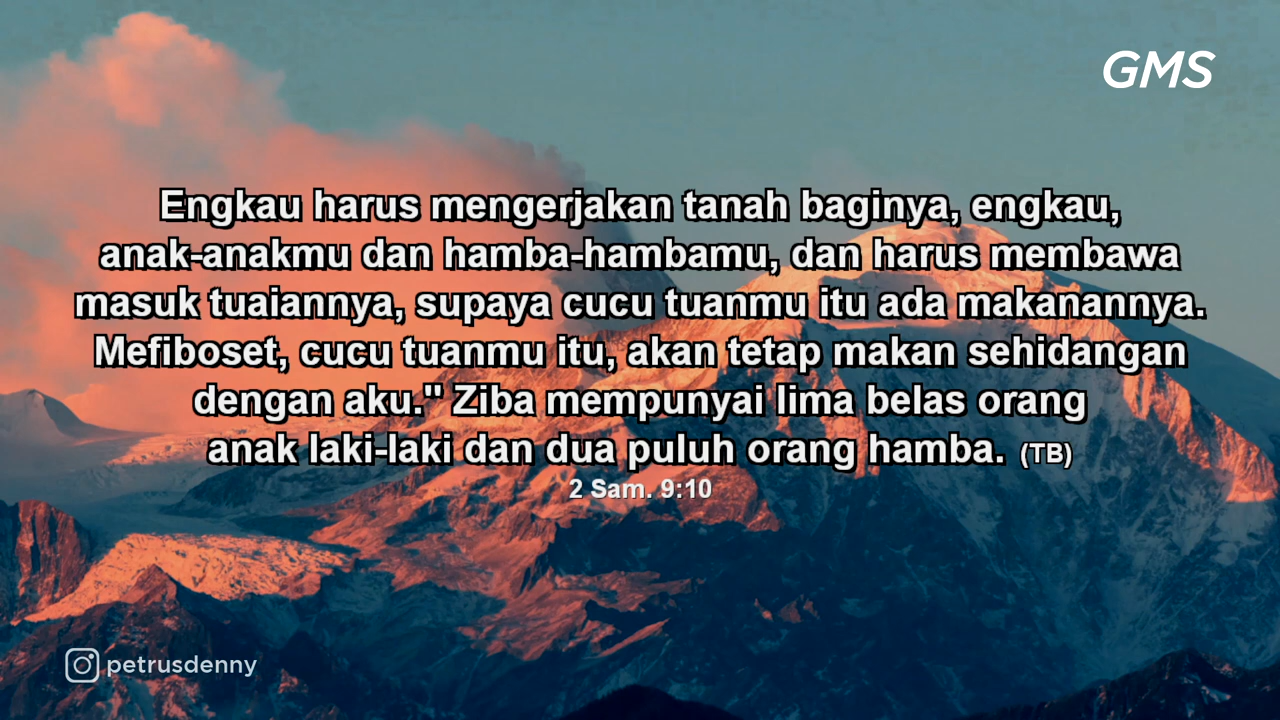 GMS
Engkau harus mengerjakan tanah baginya, engkau,
anak-anakmu dan hamba-hambamu, dan harus membawa
masuk tuaiannya, supaya cucu tuanmu itu ada makanannya.
Mefiboset, cucu tuanmu itu, akan tetap makan sehidangan
dengan aku." Ziba mempunyai lima belas orang
anak laki-laki dan dua puluh orang hamba. (TB)
2 Sam. 9:10
petrusdenny